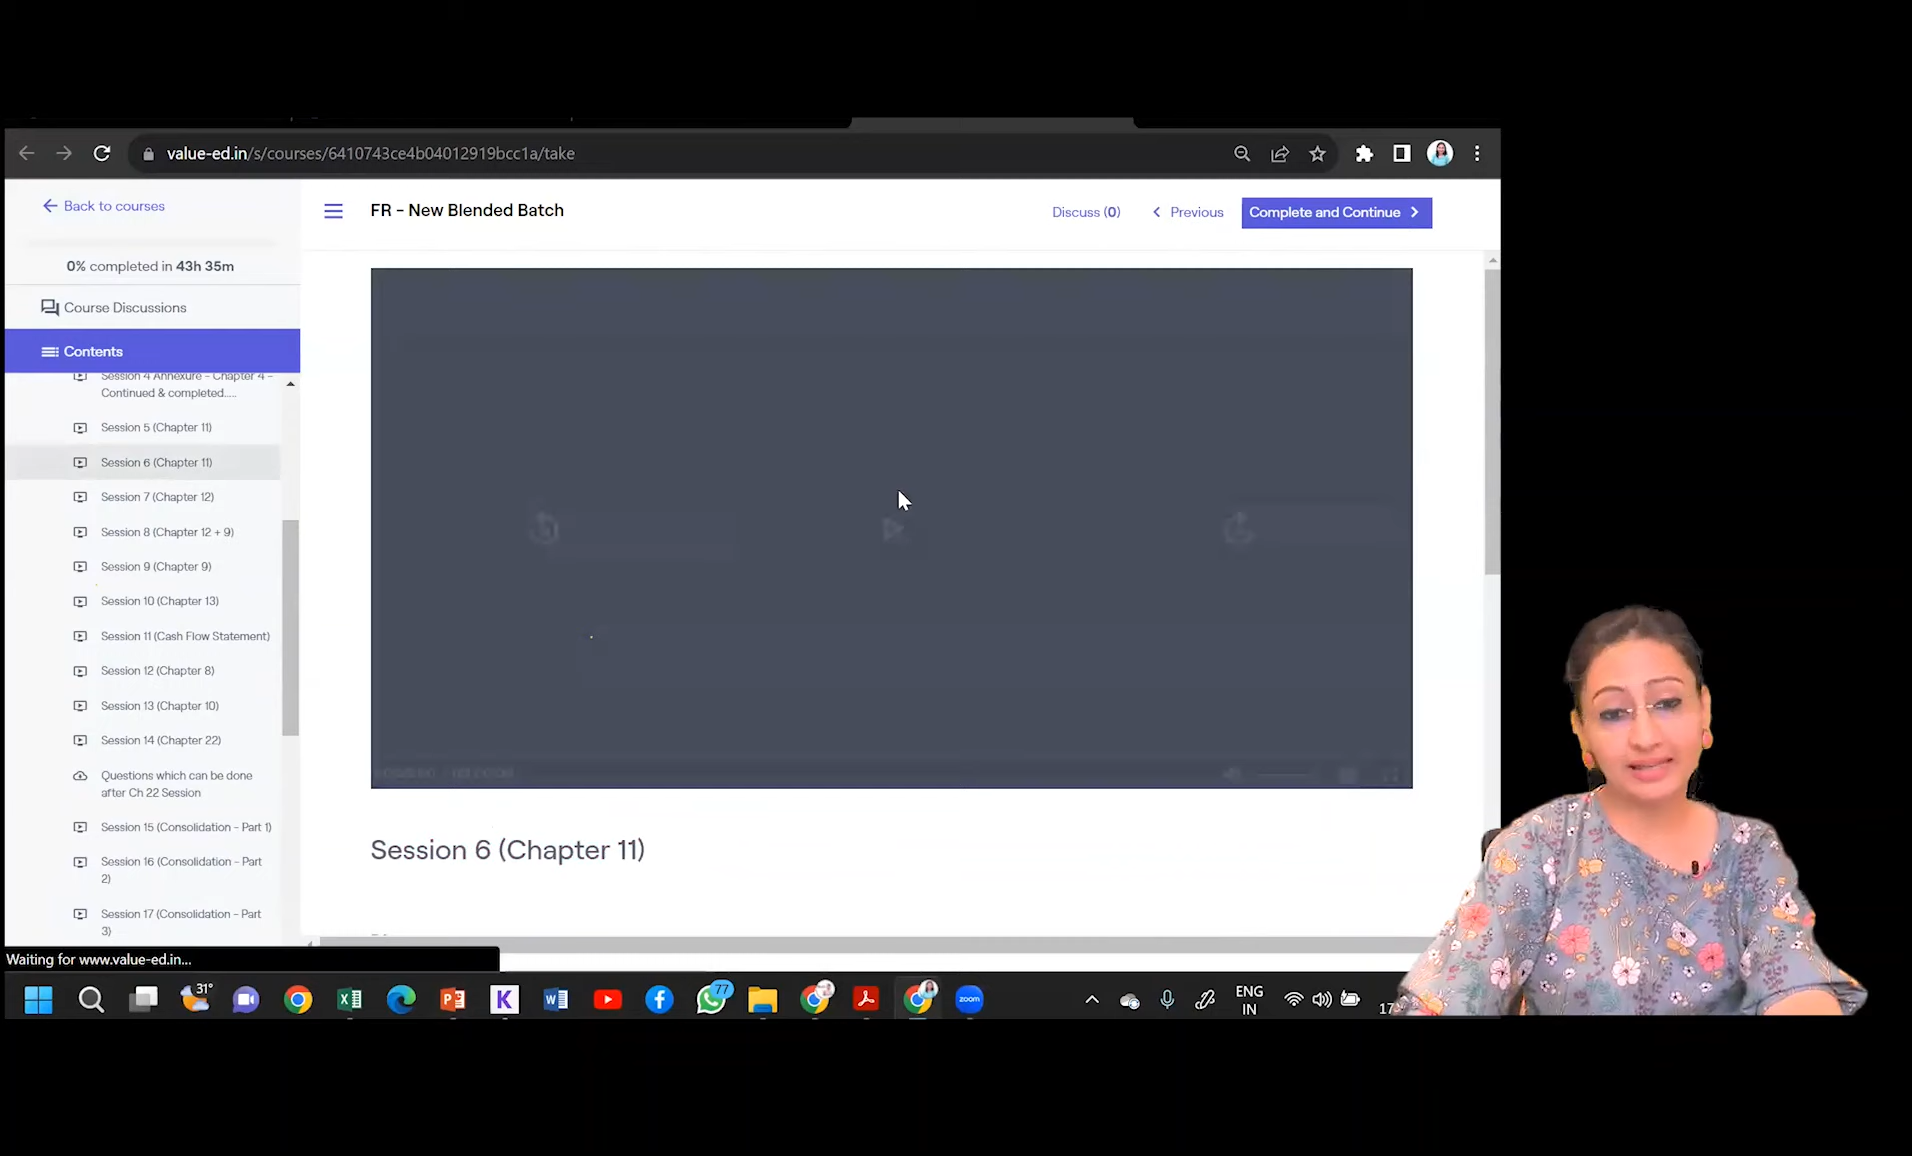 value-ed.in/s/courses/6410743ce4b04012919bcc1a/take
Back to courses
FR - New Blended Batch
Discuss (0)
Previous
Complete and Continue
0% completed in 43h 35m
Course Discussions
Contents
Session 4 Annexure - Chapter 4 -
Continued & completed.....
Session 5 (Chapter 11)
Session 6 (Chapter 11)
Session 7 (Chapter 12)
Session 8 (Chapter 12 + 9)
Session 9 (Chapter 9)
Session 10 (Chapter 13)
Session 11 (Cash Flow Statement)
Session 12 (Chapter 8)
Session 13 (Chapter 10)
Session 14 (Chapter 22)
Questions which can be done
after Ch 22 Session
Session 15 (Consolidation - Part 1)
Session 16 (Consolidation - Part
2)
Session 17 (Consolidation - Part
3)
Session 6 (Chapter 11)
Waiting for www.value-ed.in...
31°
K
77
zoom
ENG
IN
17